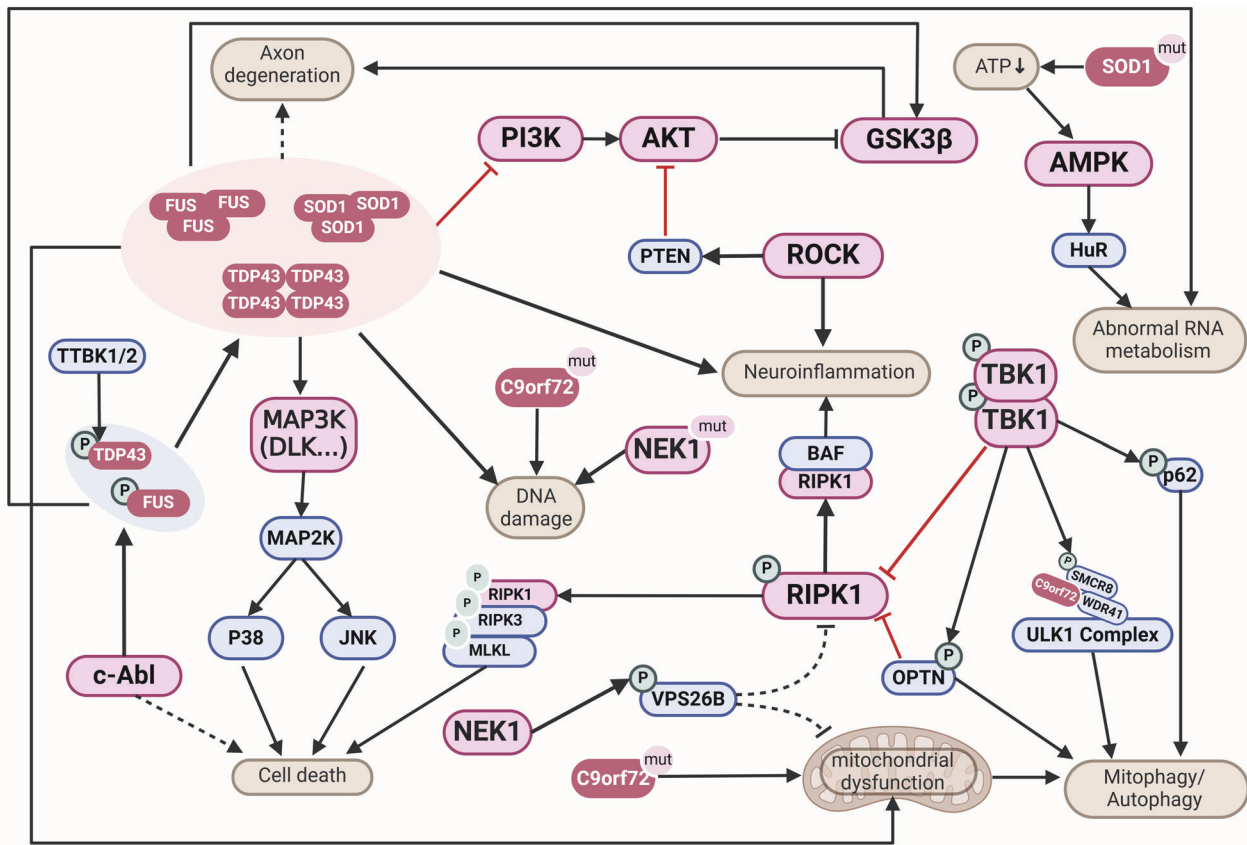 Axon
degeneration
ATP↓
SOD1
mut
PI3K
AKT
GSK3β
AMPK
FUS
FUS
FUS
SOD1
SOD1
SOD1
HuR
PTEN
ROCK
TDP43
TDP43
TDP43
TDP43
Abnormal RNA
metabolism
TTBK1/2
Neuroinflammation
P
TBK1
P
TBK1
mut
C9orf72
MAP3K
(DLK...)
NEK1
mut
P
TDP43
P
FUS
BAF
RIPK1
P
p62
DNA
damage
MAP2K
P
RIPK1
P
RIPK3
P
MLKL
P
RIPK1
P
SMCR8
C9orf72
WDR41
ULK1 Complex
P38
JNK
P
OPTN
c-Abl
P
VPS26B
NEK1
Cell death
C9orf72
mut
mitochondrial
dysfunction
Mitophagy/
Autophagy